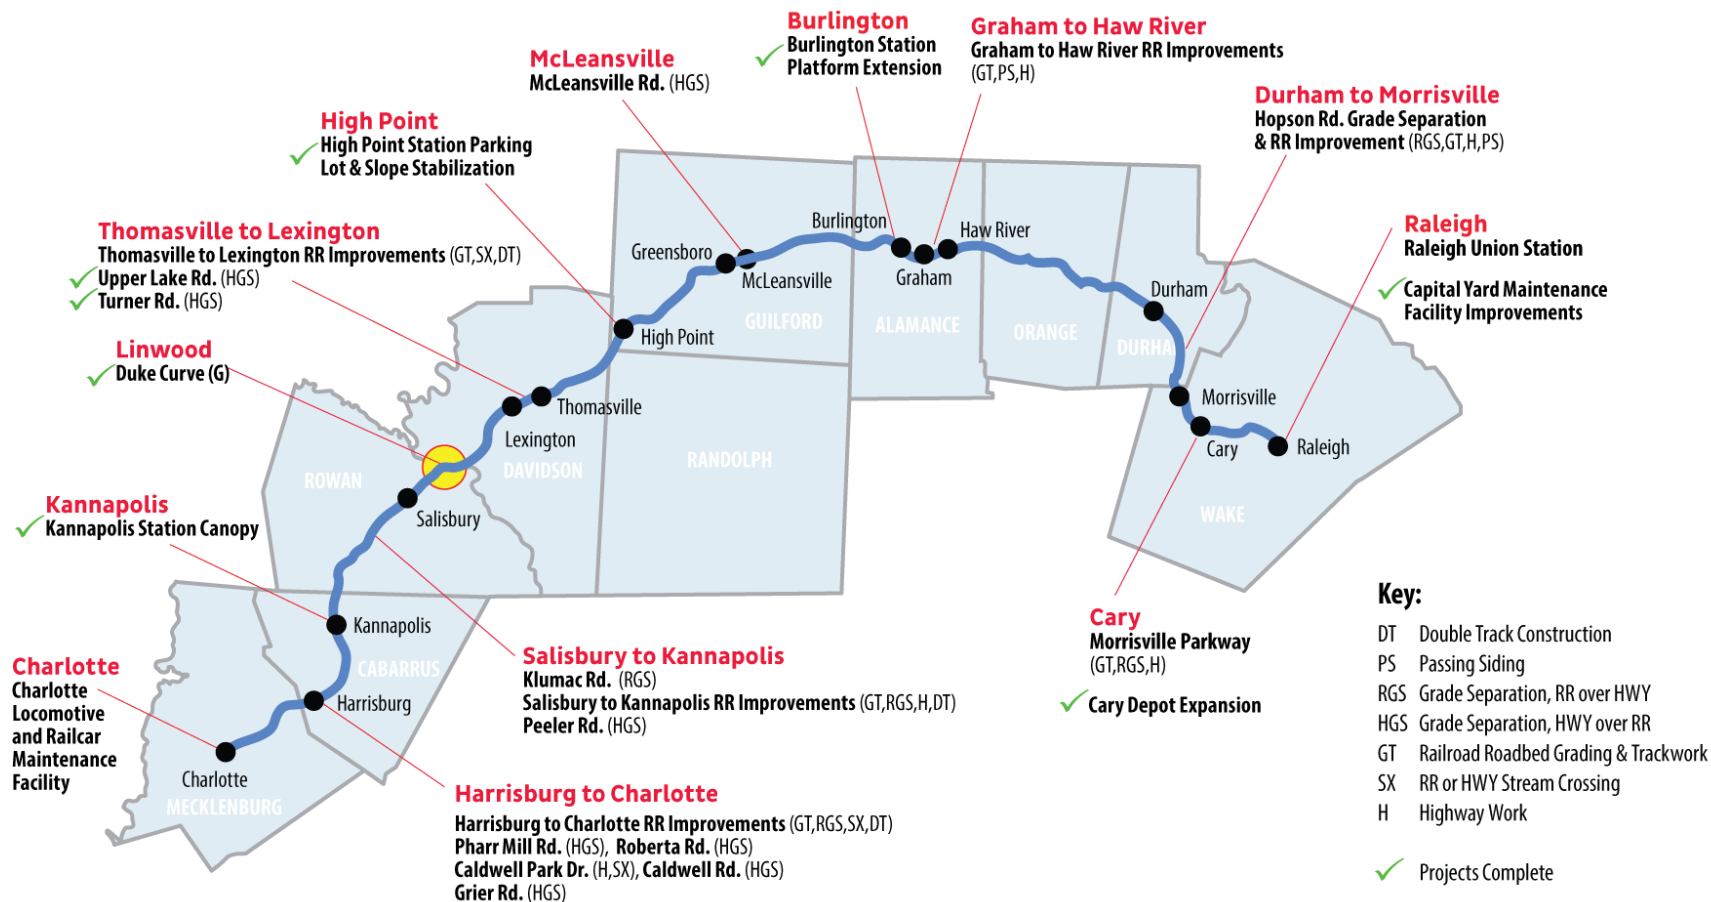 Burlington
Burlington Station
Platform Extension
Graham to Haw River
Graham to Haw River RR Improvements
(GT,PS,H)
McLeansville
McLeansville Rd. (HGS)
Durham to Morrisville
Hopson Rd. Grade Separation
& RR Improvement (RGS,GT,H,PS)
High Point
High Point Station Parking
Lot & Slope Stabilization
Thomasville to Lexington
Thomasville to Lexington RR Improvements (GT,SX,DT)
Upper Lake Rd. (HGS)
Turner Rd. (HGS)
Raleigh
Raleigh Union Station
Capital Yard Maintenance
Facility Improvements
Linwood
Duke Curve (G)
Burlington
Haw River
Greensboro
McLeansville
Graham
Durham
GUILFORD
ALAMANCE
ORANGE
DURHA
High Point
Thomasville
Lexington
Morrisville
Cary
Raleigh
ROWAN
DAVIDSON
RANDOLPH
WAKE
Salisbury
Kannapolis
Kannapolis Station Canopy
Kannapolis
CABARRUS
Harrisburg
Charlotte
MECKLENBURG
Charlotte
Charlotte
Locomotive
and Railcar
Maintenance
Facility
Salisbury to Kannapolis
Klumac Rd. (RGS)
Salisbury to Kannapolis RR Improvements (GT,RGS,H,DT)
Peeler Rd. (HGS)
Cary
Morrisville Parkway
(GT,RGS,H)
Cary Depot Expansion
Harrisburg to Charlotte
Harrisburg to Charlotte RR Improvements (GT,RGS,SX,DT)
Pharr Mill Rd. (HGS), Roberta Rd. (HGS)
Caldwell Park Dr. (H,SX), Caldwell Rd. (HGS)
Grier Rd. (HGS)
Key:
DT Double Track Construction
PS Passing Siding
RGS Grade Separation, RR over HWY
HGS Grade Separation, HWY over RR
GT Railroad Roadbed Grading & Trackwork
SX RR or HWY Stream Crossing
H Highway Work
Projects Complete